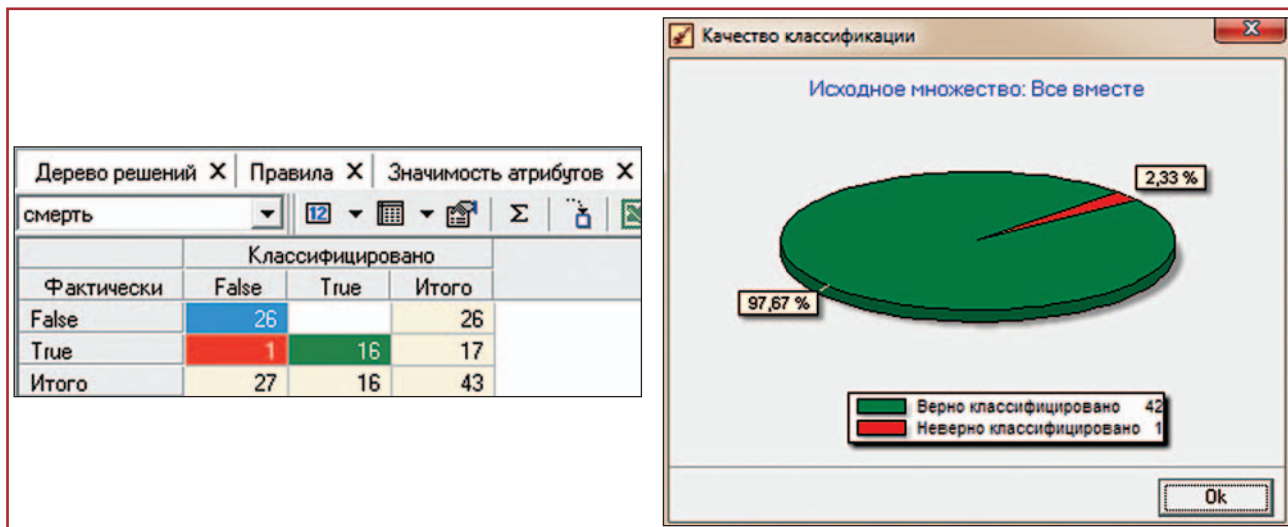 Дерево решений X Правила X Значимость атрибутов X
смерть 12 Σ
Классифицировано
Фактически False True Итого
False 26 26
True 1 16 17
Итого 27 16 43
Качество классификации
Исходное множество: Все вместе
2,33 %
97,67 %
Верно классифицировано 42
Неверно классифицировано 1
Ok